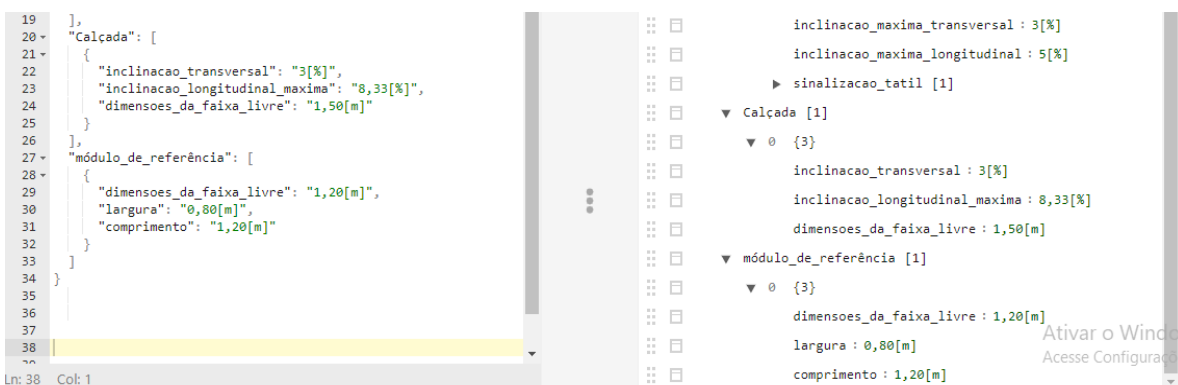 19 ],
20 "Calçada": [
21 {
22 "inclinacao_transversal": "3[%]",
23 "inclinacao_longitudinal_maxima": "8,33[%]",
24 "dimensoes_da_faixa_livre": "1,50[m]"
25 }
26 ],
27 "módulo_de_referência": [
28 {
29 "dimensoes_da_faixa_livre": "1,20[m]",
30 "largura": "0,80[m]",
31 "comprimento": "1,20[m]"
32 }
33 ]
34 }
35
36
37
38
Ln: 38 Col: 1
inclinacao_maxima_transversal : 3[%]
inclinacao_maxima_longitudinal : 5[%]
► sinalizacao_tatil [1]
▼ Calçada [1]
▼ 0 {3}
inclinacao_transversal : 3[%]
inclinacao_longitudinal_maxima : 8,33[%]
dimensoes_da_faixa_livre : 1,50[m]
▼ módulo_de_referência [1]
▼ 0 {3}
dimensoes_da_faixa_livre : 1,20[m]
largura : 0,80[m]
comprimento : 1,20[m]
Ativar o Windo
Acesse Configuraçõ